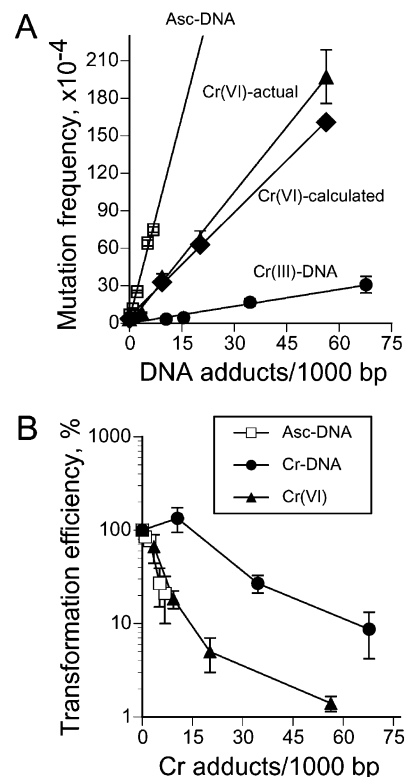 A
Asc-DNA
Mutation frequency, x10⁻⁴
210
180
150
120
90
60
30
0
Cr(VI)-actual
Cr(VI)-calculated
Cr(III)-DNA
0 15 30 45 60 75
DNA adducts/1000 bp
B
Transformation efficiency, %
1000
100
10
1
Asc-DNA
Cr-DNA
Cr(VI)
0 15 30 45 60 75
Cr adducts/1000 bp